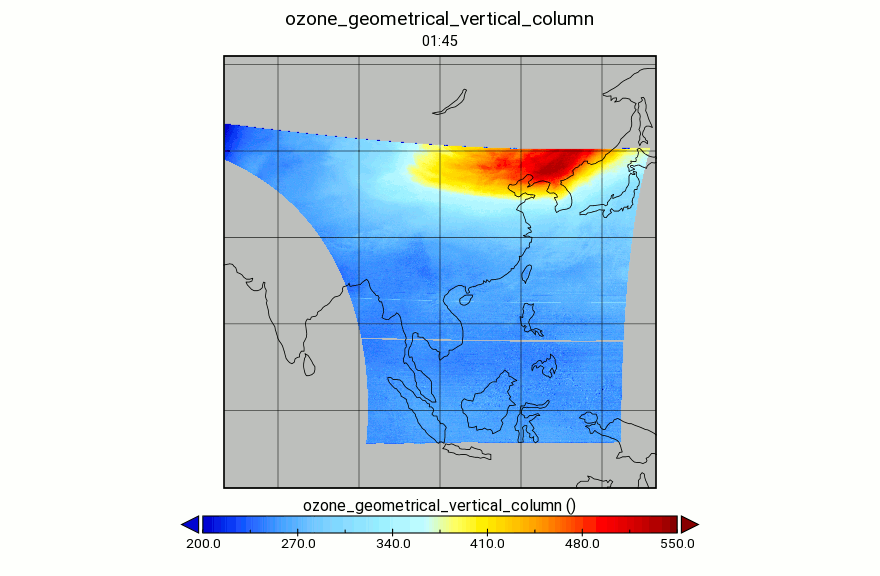 ozone_geometrical_vertical_column
01:45
ozone_geometrical_vertical_column ()
200.0 270.0 340.0 410.0 480.0 550.0